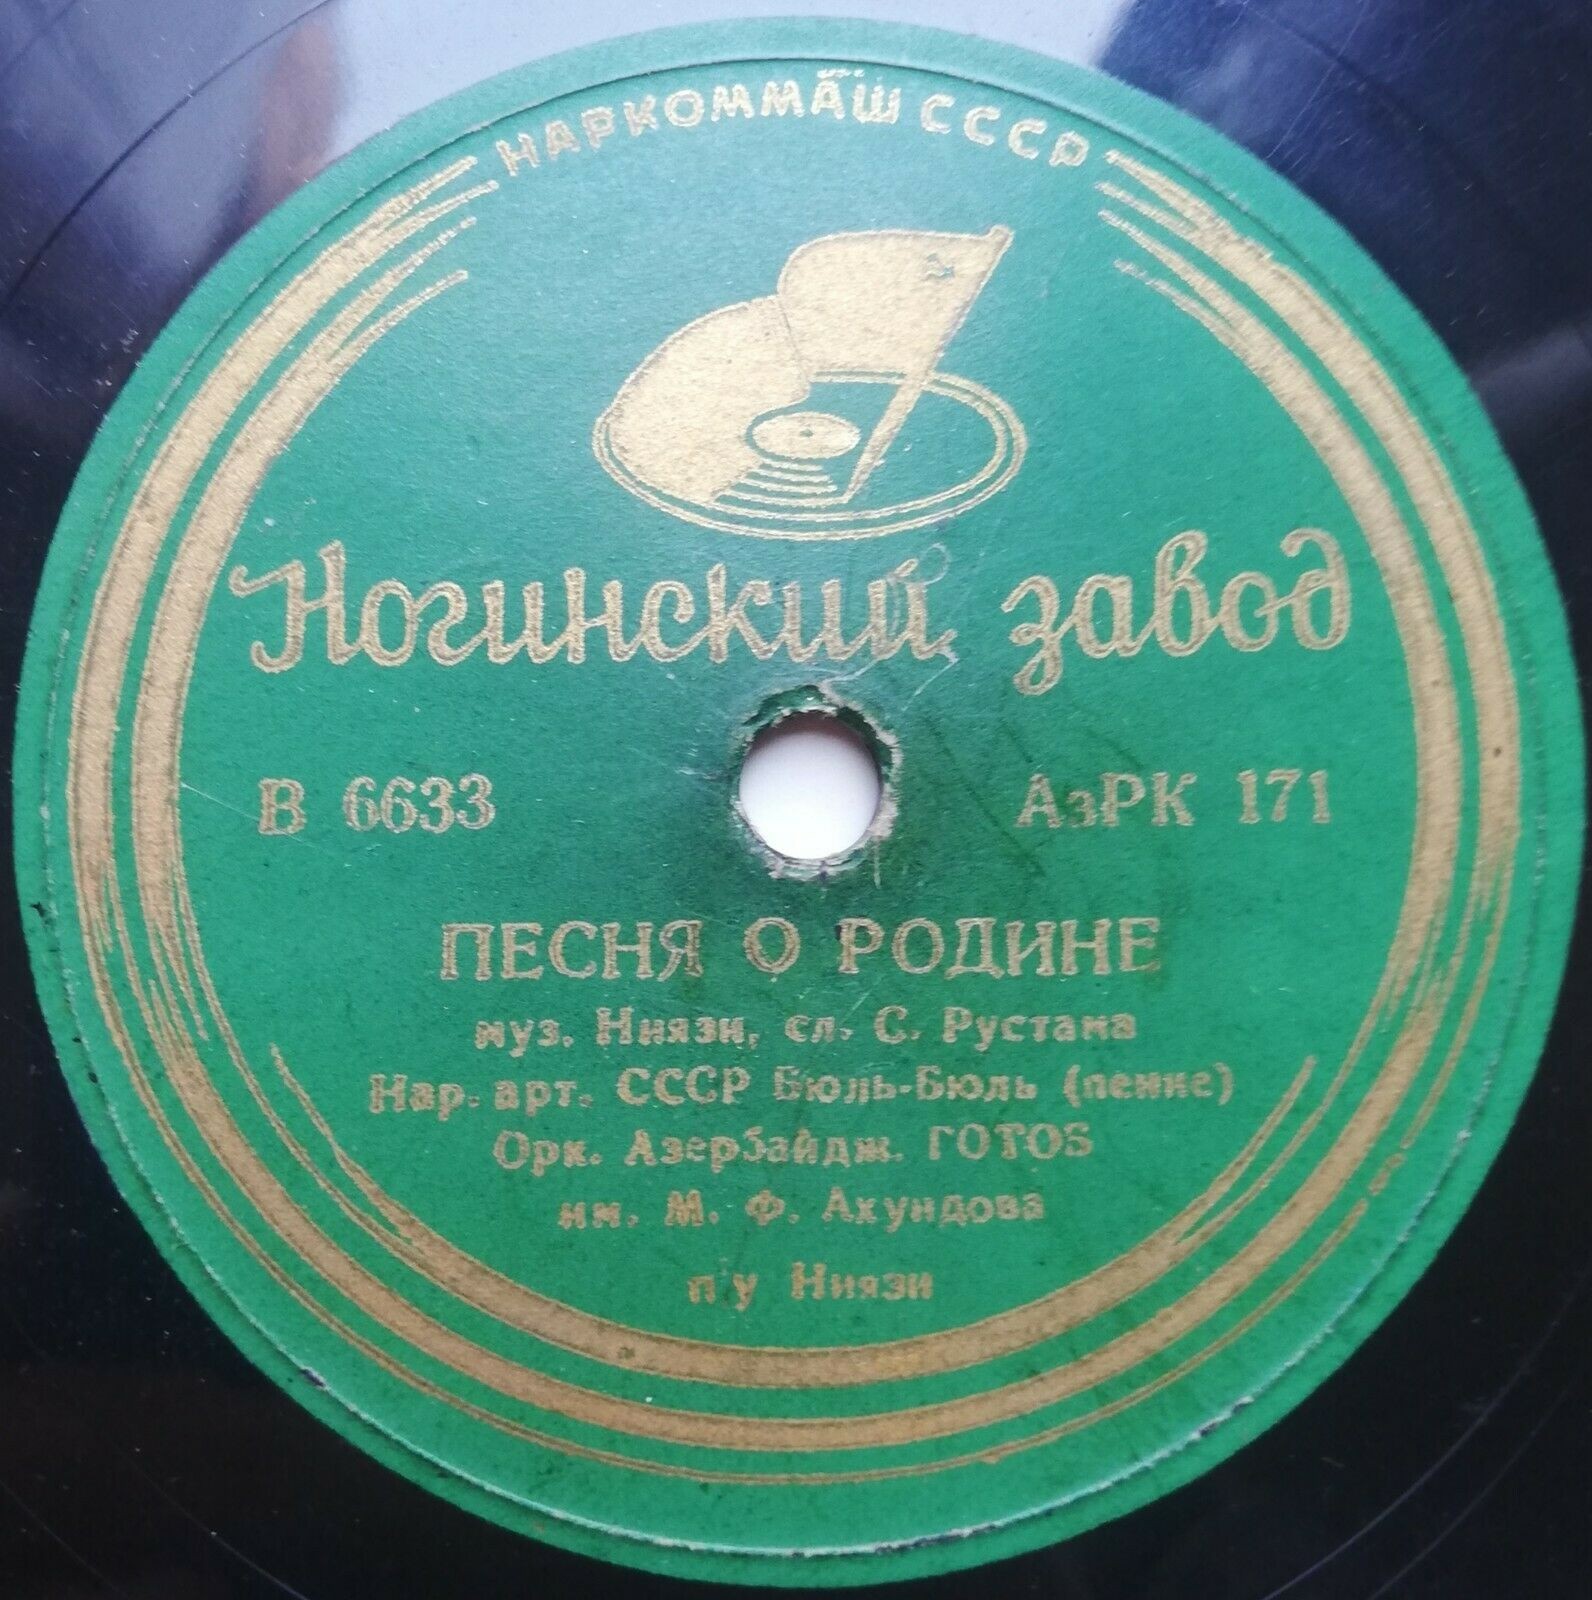 НАРКОММАШ СССР
Ногинский завод
В 6633
АзРК 171
ПЕСНЯ О РОДИНЕ
муз. Ниязи, сл. С. Рустама
Нар. арт. СССР Бюль-Бюль (пение)
Орк. Азербайдж. ГОТОБ
им. М. Ф. Ахундова
п/у Ниязи